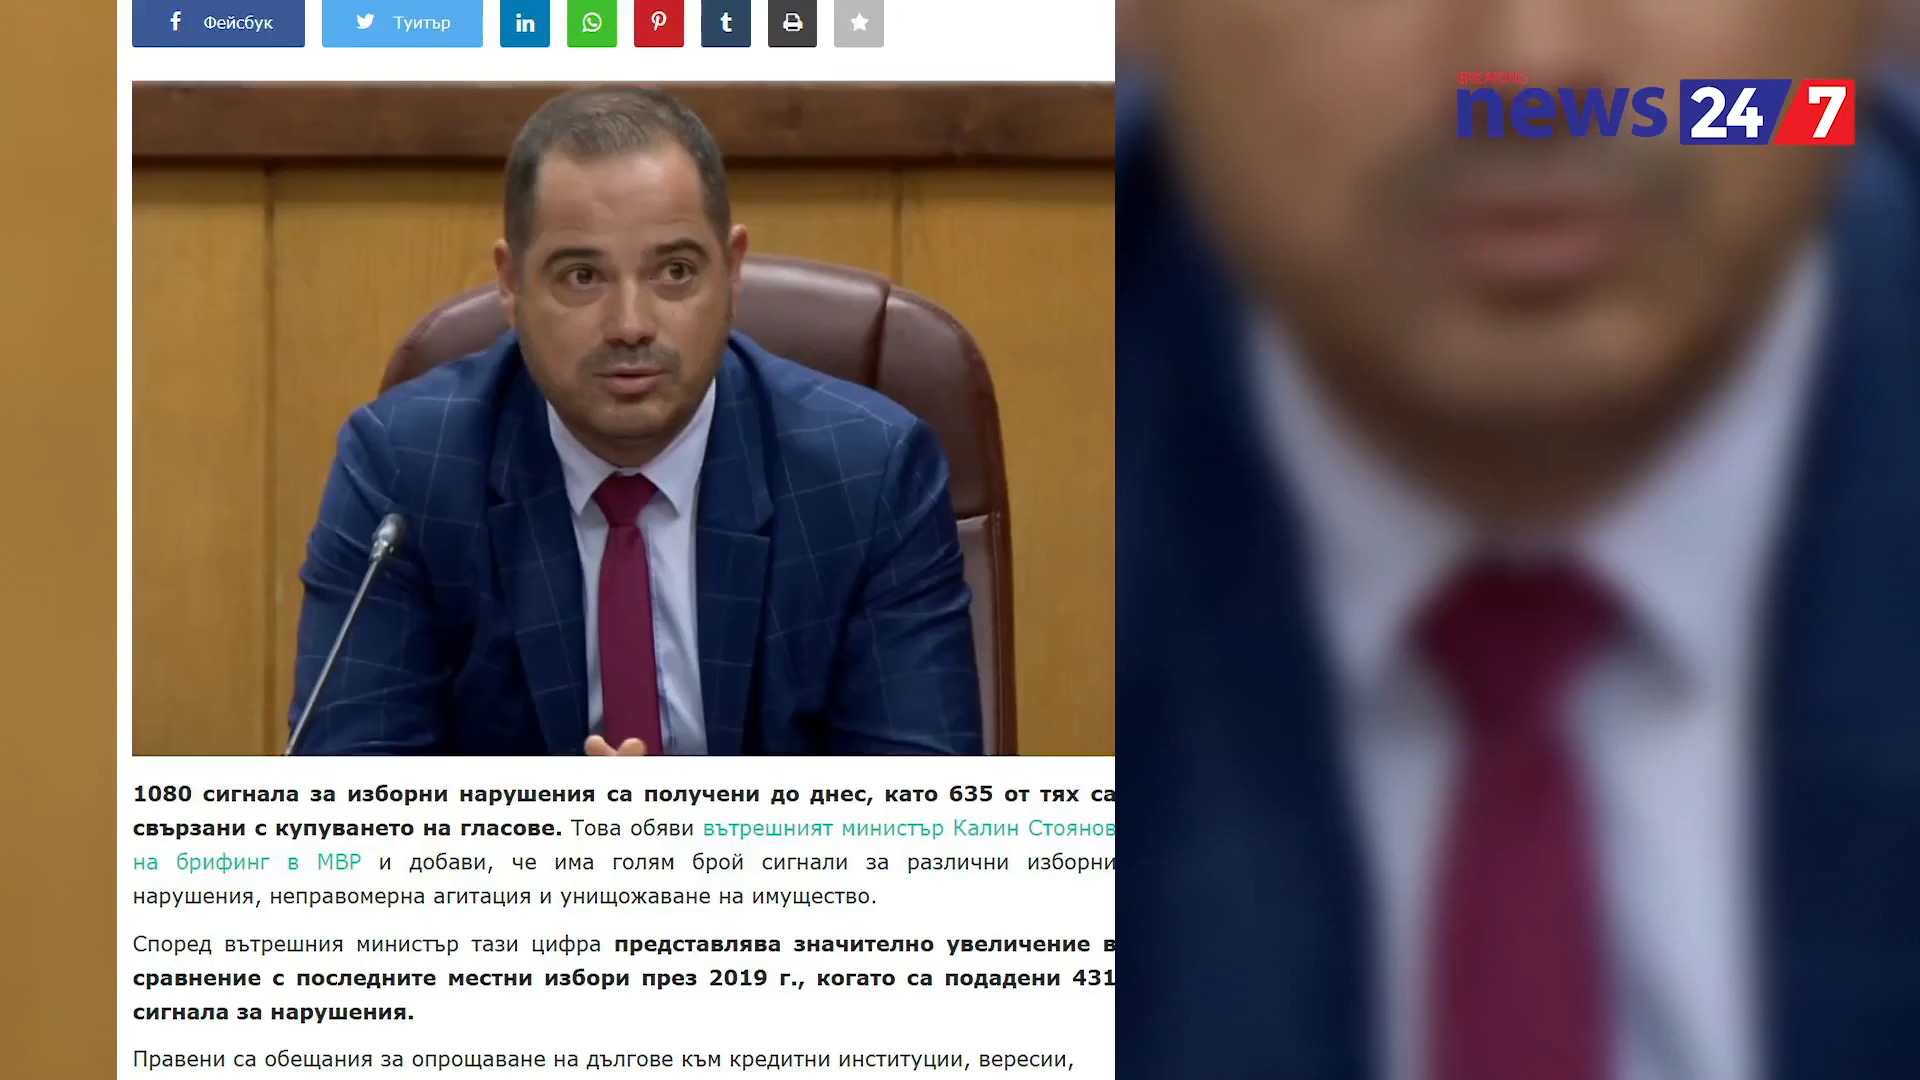 Фейсбук
Туитър
BREAKING
news 24/7
1080 сигнала за изборни нарушения са получени до днес, като 635 от тях са
свързани с купуването на гласове. Това обяви вътрешният министър Калин Стоянов
на брифинг в МВР и добави, че има голям брой сигнали за различни изборни
нарушения, неправомерна агитация и унищожаване на имущество.
Според вътрешния министър тази цифра представлява значително увеличение в
сравнение с последните местни избори през 2019 г., когато са подадени 431
сигнала за нарушения.
Правени са обещания за опрощаване на дългове към кредитни институции, вересии,